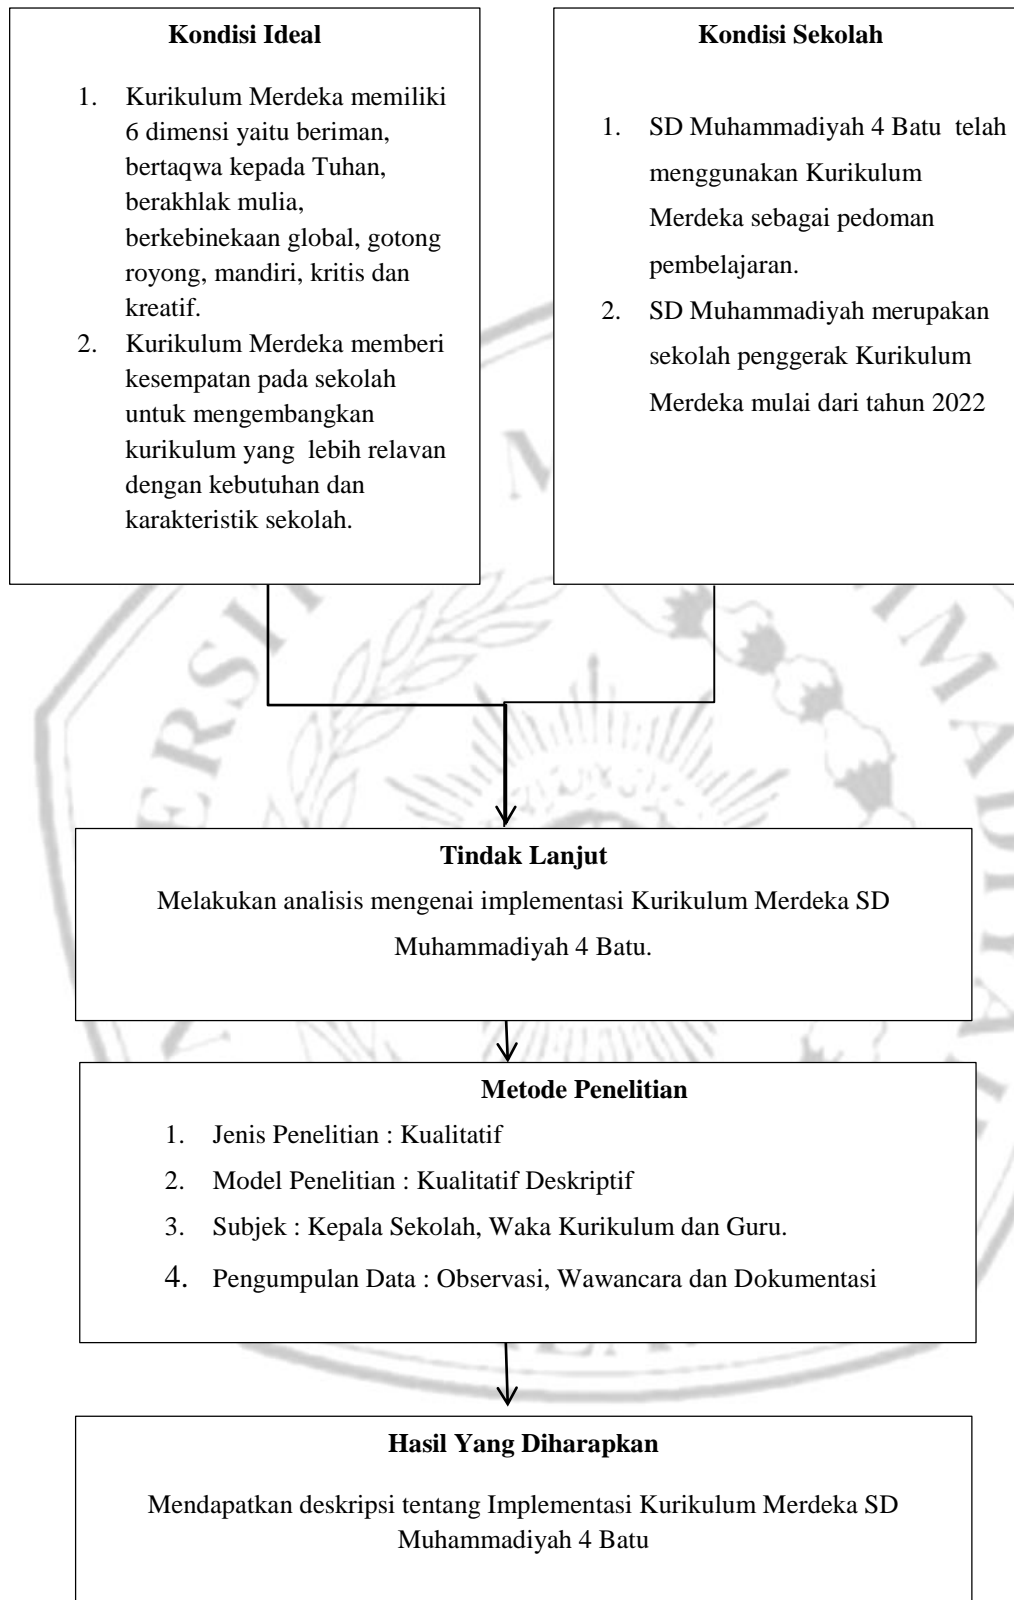 Kondisi Ideal
1. Kurikulum Merdeka memiliki
6 dimensi yaitu beriman,
bertaqwa kepada Tuhan,
berakhlak mulia,
berkebinekaan global, gotong
royong, mandiri, kritis dan
kreatif.
2. Kurikulum Merdeka memberi
kesempatan pada sekolah
untuk mengembangkan
kurikulum yang lebih relavan
dengan kebutuhan dan
karakteristik sekolah.
Kondisi Sekolah
1. SD Muhammadiyah 4 Batu telah
menggunakan Kurikulum
Merdeka sebagai pedoman
pembelajaran.
2. SD Muhammadiyah merupakan
sekolah penggerak Kurikulum
Merdeka mulai dari tahun 2022
Tindak Lanjut
Melakukan analisis mengenai implementasi Kurikulum Merdeka SD
Muhammadiyah 4 Batu.
Metode Penelitian
1. Jenis Penelitian : Kualitatif
2. Model Penelitian : Kualitatif Deskriptif
3. Subjek : Kepala Sekolah, Waka Kurikulum dan Guru.
4. Pengumpulan Data : Observasi, Wawancara dan Dokumentasi
Hasil Yang Diharapkan
Mendapatkan deskripsi tentang Implementasi Kurikulum Merdeka SD
Muhammadiyah 4 Batu